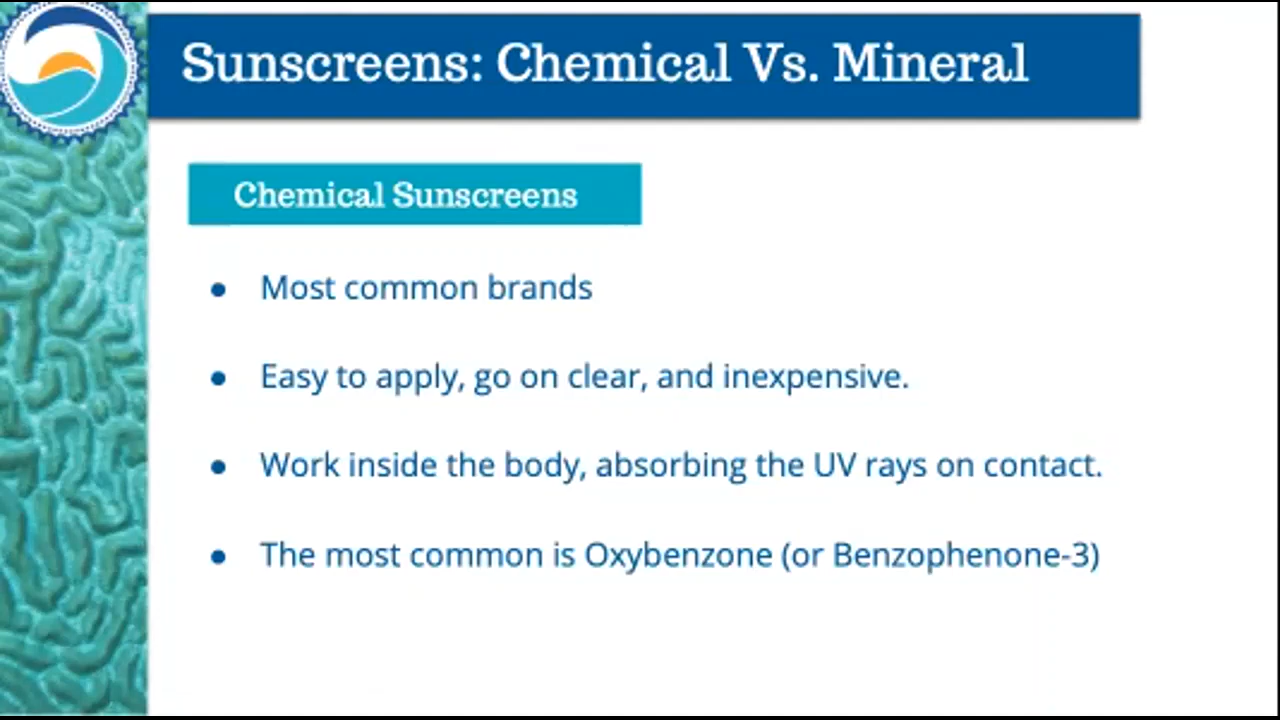 Sunscreens: Chemical Vs. Mineral
Chemical Sunscreens
● Most common brands
● Easy to apply, go on clear, and inexpensive.
● Work inside the body, absorbing the UV rays on contact.
● The most common is Oxybenzone (or Benzophenone-3)